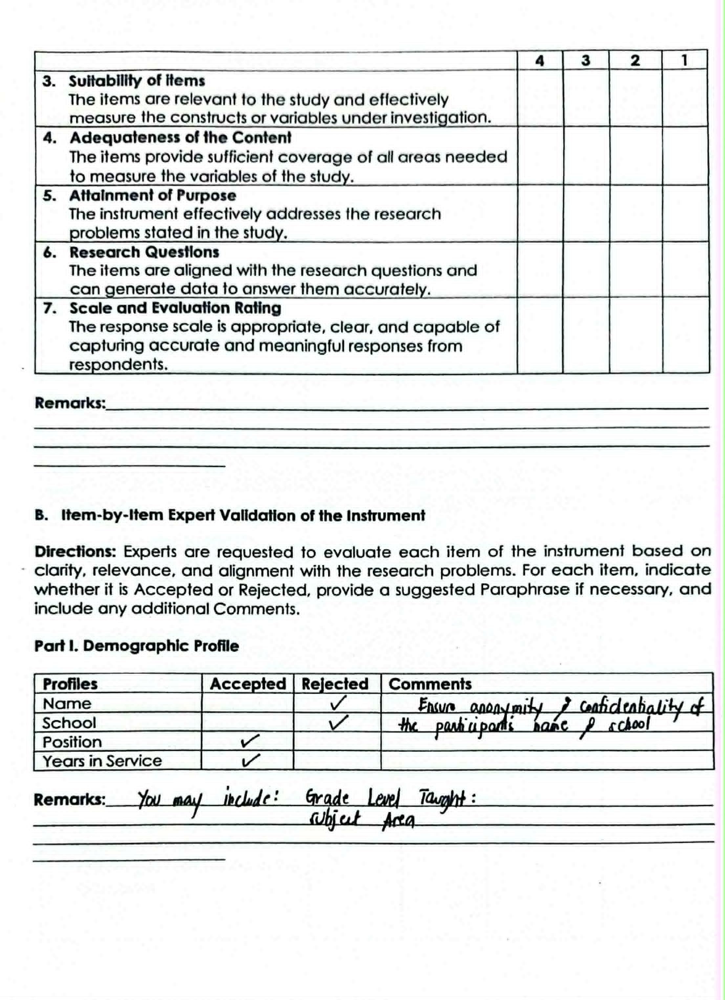 4 3 2 1
3. Suitability of Items
The items are relevant to the study and effectively
measure the constructs or variables under investigation.
4. Adequateness of the Content
The items provide sufficient coverage of all areas needed
to measure the variables of the study.
5. Attainment of Purpose
The instrument effectively addresses the research
problems stated in the study.
6. Research Questions
The items are aligned with the research questions and
can generate data to answer them accurately.
7. Scale and Evaluation Rating
The response scale is appropriate, clear, and capable of
capturing accurate and meaningful responses from
respondents.
Remarks:
B. Item-by-Item Expert Validation of the Instrument
Directions: Experts are requested to evaluate each item of the instrument based on
clarity, relevance, and alignment with the research problems. For each item, indicate
whether it is Accepted or Rejected, provide a suggested Paraphrase if necessary, and
include any additional Comments.
Part I. Demographic Profile
Profiles Accepted Rejected Comments
Name ✓ Ensure anonymity & confidentiality of
School ✓ the participants name & school
Position ✓
Years in Service ✓
Remarks: You may include: Grade Level Taught:
Subject Area